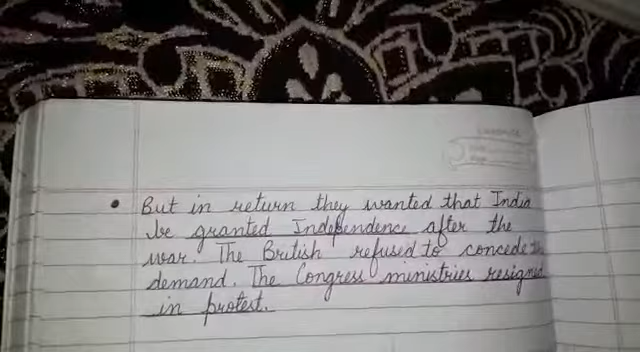 • But in return they wanted that India
be granted Independence after the
war. The British refused to concede the
demand. The Congress ministries resigned
in protest.